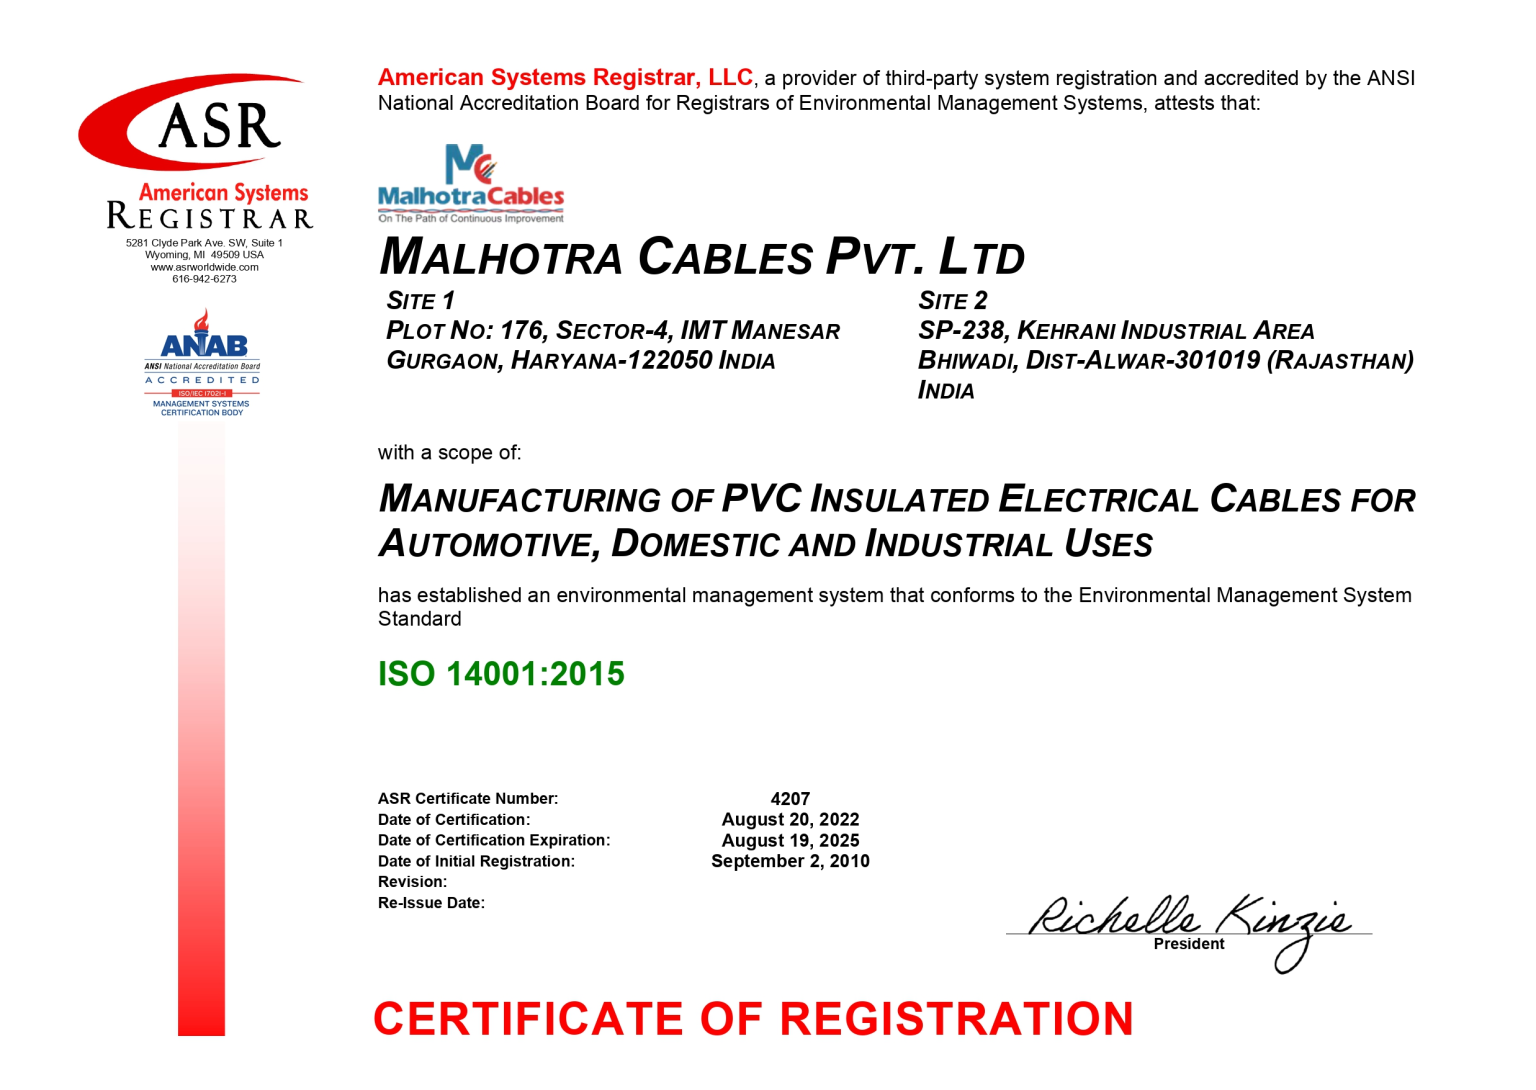 ASR
American Systems
REGISTRAR
5281 Clyde Park Ave. SW, Suite 1
Wyoming, MI 49509 USA
www.asrworldwide.com
616-942-6273
ANAB
ANSI National Accreditation Board
ACCREDITED
ISO/IEC 17021-1
MANAGEMENT SYSTEMS
CERTIFICATION BODY
American Systems Registrar, LLC, a provider of third-party system registration and accredited by the ANSI
National Accreditation Board for Registrars of Environmental Management Systems, attests that:
MC
MalhotraCables
On The Path of Continuous Improvement
MALHOTRA CABLES PVT. LTD
SITE 1
PLOT NO: 176, SECTOR-4, IMT MANESAR
GURGAON, HARYANA-122050 INDIA
SITE 2
SP-238, KEHRANI INDUSTRIAL AREA
BHIWADI, DIST-ALWAR-301019 (RAJASTHAN)
INDIA
with a scope of:
MANUFACTURING OF PVC INSULATED ELECTRICAL CABLES FOR
AUTOMOTIVE, DOMESTIC AND INDUSTRIAL USES
has established an environmental management system that conforms to the Environmental Management System
Standard
ISO 14001:2015
ASR Certificate Number: 4207
Date of Certification: August 20, 2022
Date of Certification Expiration: August 19, 2025
Date of Initial Registration: September 2, 2010
Revision:
Re-Issue Date:
Richelle Kinzie
President
CERTIFICATE OF REGISTRATION